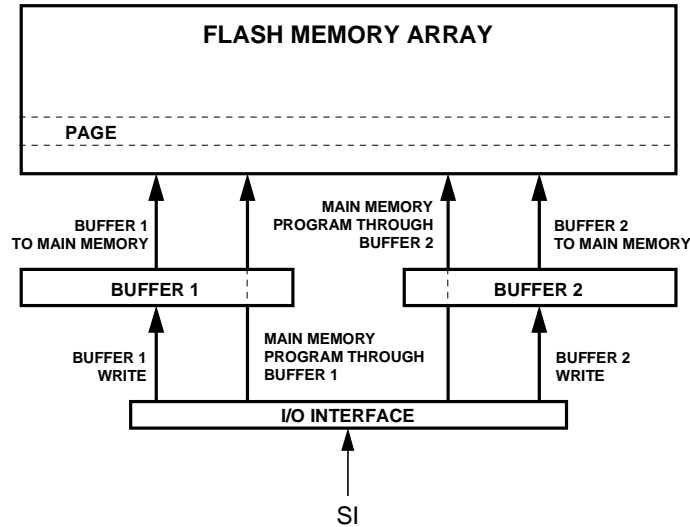 FLASH MEMORY ARRAY
PAGE
BUFFER 1
TO MAIN MEMORY
MAIN MEMORY
PROGRAM THROUGH
BUFFER 2
BUFFER 2
TO MAIN MEMORY
BUFFER 1
BUFFER 2
BUFFER 1
WRITE
MAIN MEMORY
PROGRAM THROUGH
BUFFER 1
BUFFER 2
WRITE
I/O INTERFACE
SI